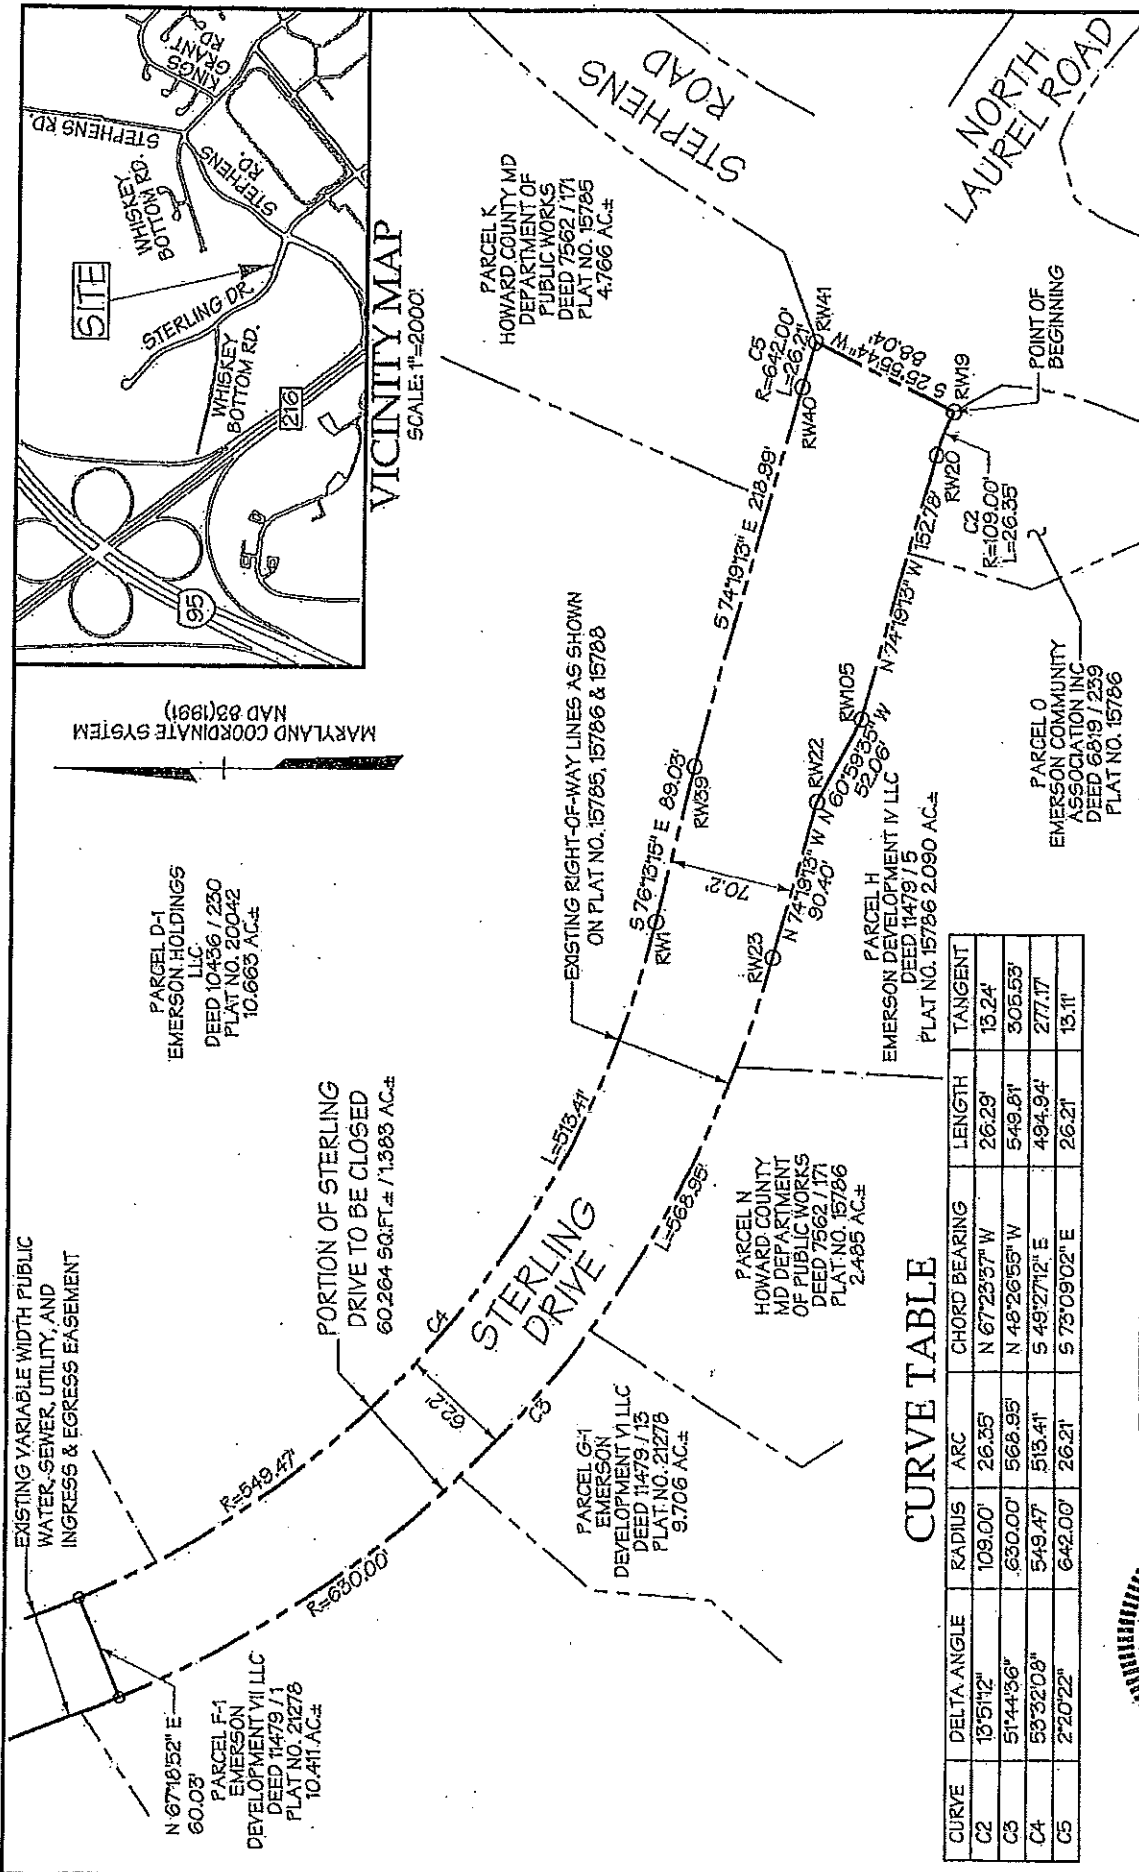 EXISTING VARIABLE WIDTH PUBLIC
WATER, SEWER, UTILITY, AND
INGRESS & EGRESS EASEMENT
N 67°18'52" E
60.03'
PARCEL F-1
EMERSON
DEVELOPMENT VII LLC
DEED 11479 / 1
PLAT NO. 21278
10.411 AC.±
R=549.47'
R=630.00'
PORTION OF STERLING
DRIVE TO BE CLOSED
60,264 SQ.FT.± / 1.383 AC.±
62.2'
C4
C3
STERLING
DRIVE
L=513.41'
L=568.95'
PARCEL G-1
EMERSON
DEVELOPMENT VI LLC
DEED 11479 / 13
PLAT NO. 21278
9.706 AC.±
PARCEL N
HOWARD COUNTY
MD DEPARTMENT
OF PUBLIC WORKS
DEED 7562 / 171
PLAT NO. 15786
2.485 AC.±
PARCEL D-1
EMERSON HOLDINGS
LLC
DEED 10436 / 230
PLAT NO. 20042
10.663 AC.±
MARYLAND COORDINATE SYSTEM
NAD 83(1991)
EXISTING RIGHT-OF-WAY LINES AS SHOWN
ON PLAT NO. 15785, 15786 & 15788
RW1
S 76°13'15" E 89.03'
RW39
70.2'
RW23
N 74°19'13" W
90.40'
RW22
N 60°59'35" W
52.06'
RW105
PARCEL H
EMERSON DEVELOPMENT IV LLC
DEED 11479 / 5
PLAT NO. 15786 2.090 AC.±
S 74°19'13" E 218.99'
N 74°19'13" W 152.78'
RW40
C5
R=642.00'
L=26.21'
RW41
S 25°55'44" W
88.04'
RW19
RW20
C2
R=109.00'
L=26.35'
POINT OF
BEGINNING
PARCEL O
EMERSON COMMUNITY
ASSOCIATION INC
DEED 6819 / 239
PLAT NO. 15786
PARCEL K
HOWARD COUNTY MD
DEPARTMENT OF
PUBLIC WORKS
DEED 7562 / 171
PLAT NO. 15785
4.766 AC.±
STEPHENS
ROAD
NORTH
LAUREL ROAD
VICINITY MAP
SCALE: 1"=2000'
SITE
STERLING DR.
WHISKEY
BOTTOM RD.
WHISKEY
BOTTOM RD.
STEPHENS RD.
STEPHENS
RD.
KINGS
GRANT
RD.
216
95
CURVE TABLE
CURVE DELTA ANGLE RADIUS ARC CHORD BEARING LENGTH TANGENT
C2 13°51'12" 109.00' 26.35' N 67°23'37" W 26.29' 13.24'
C3 51°44'36" 630.00' 568.95' N 48°26'55" W 549.81' 305.53'
C4 53°32'08" 549.47' 513.41' S 49°27'12" E 494.94' 277.17'
C5 2°20'22" 642.00' 26.21' S 73°09'02" E 26.21' 13.11'